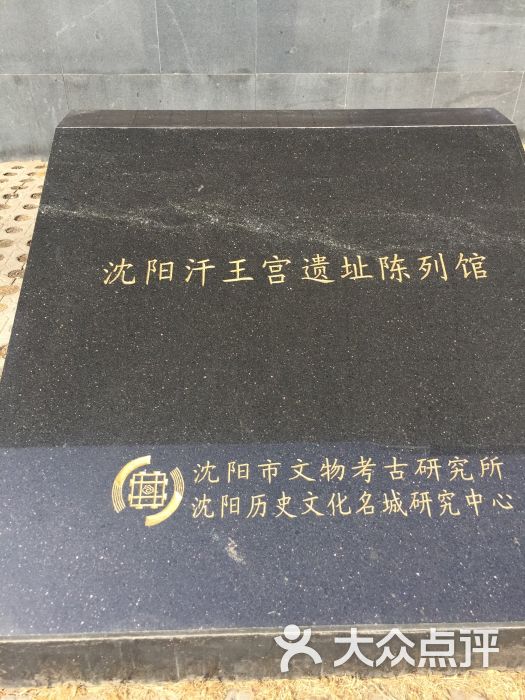 沈阳汗王宫遗址陈列馆
沈阳市文物考古研究所
沈阳历史文化名城研究中心
大众点评